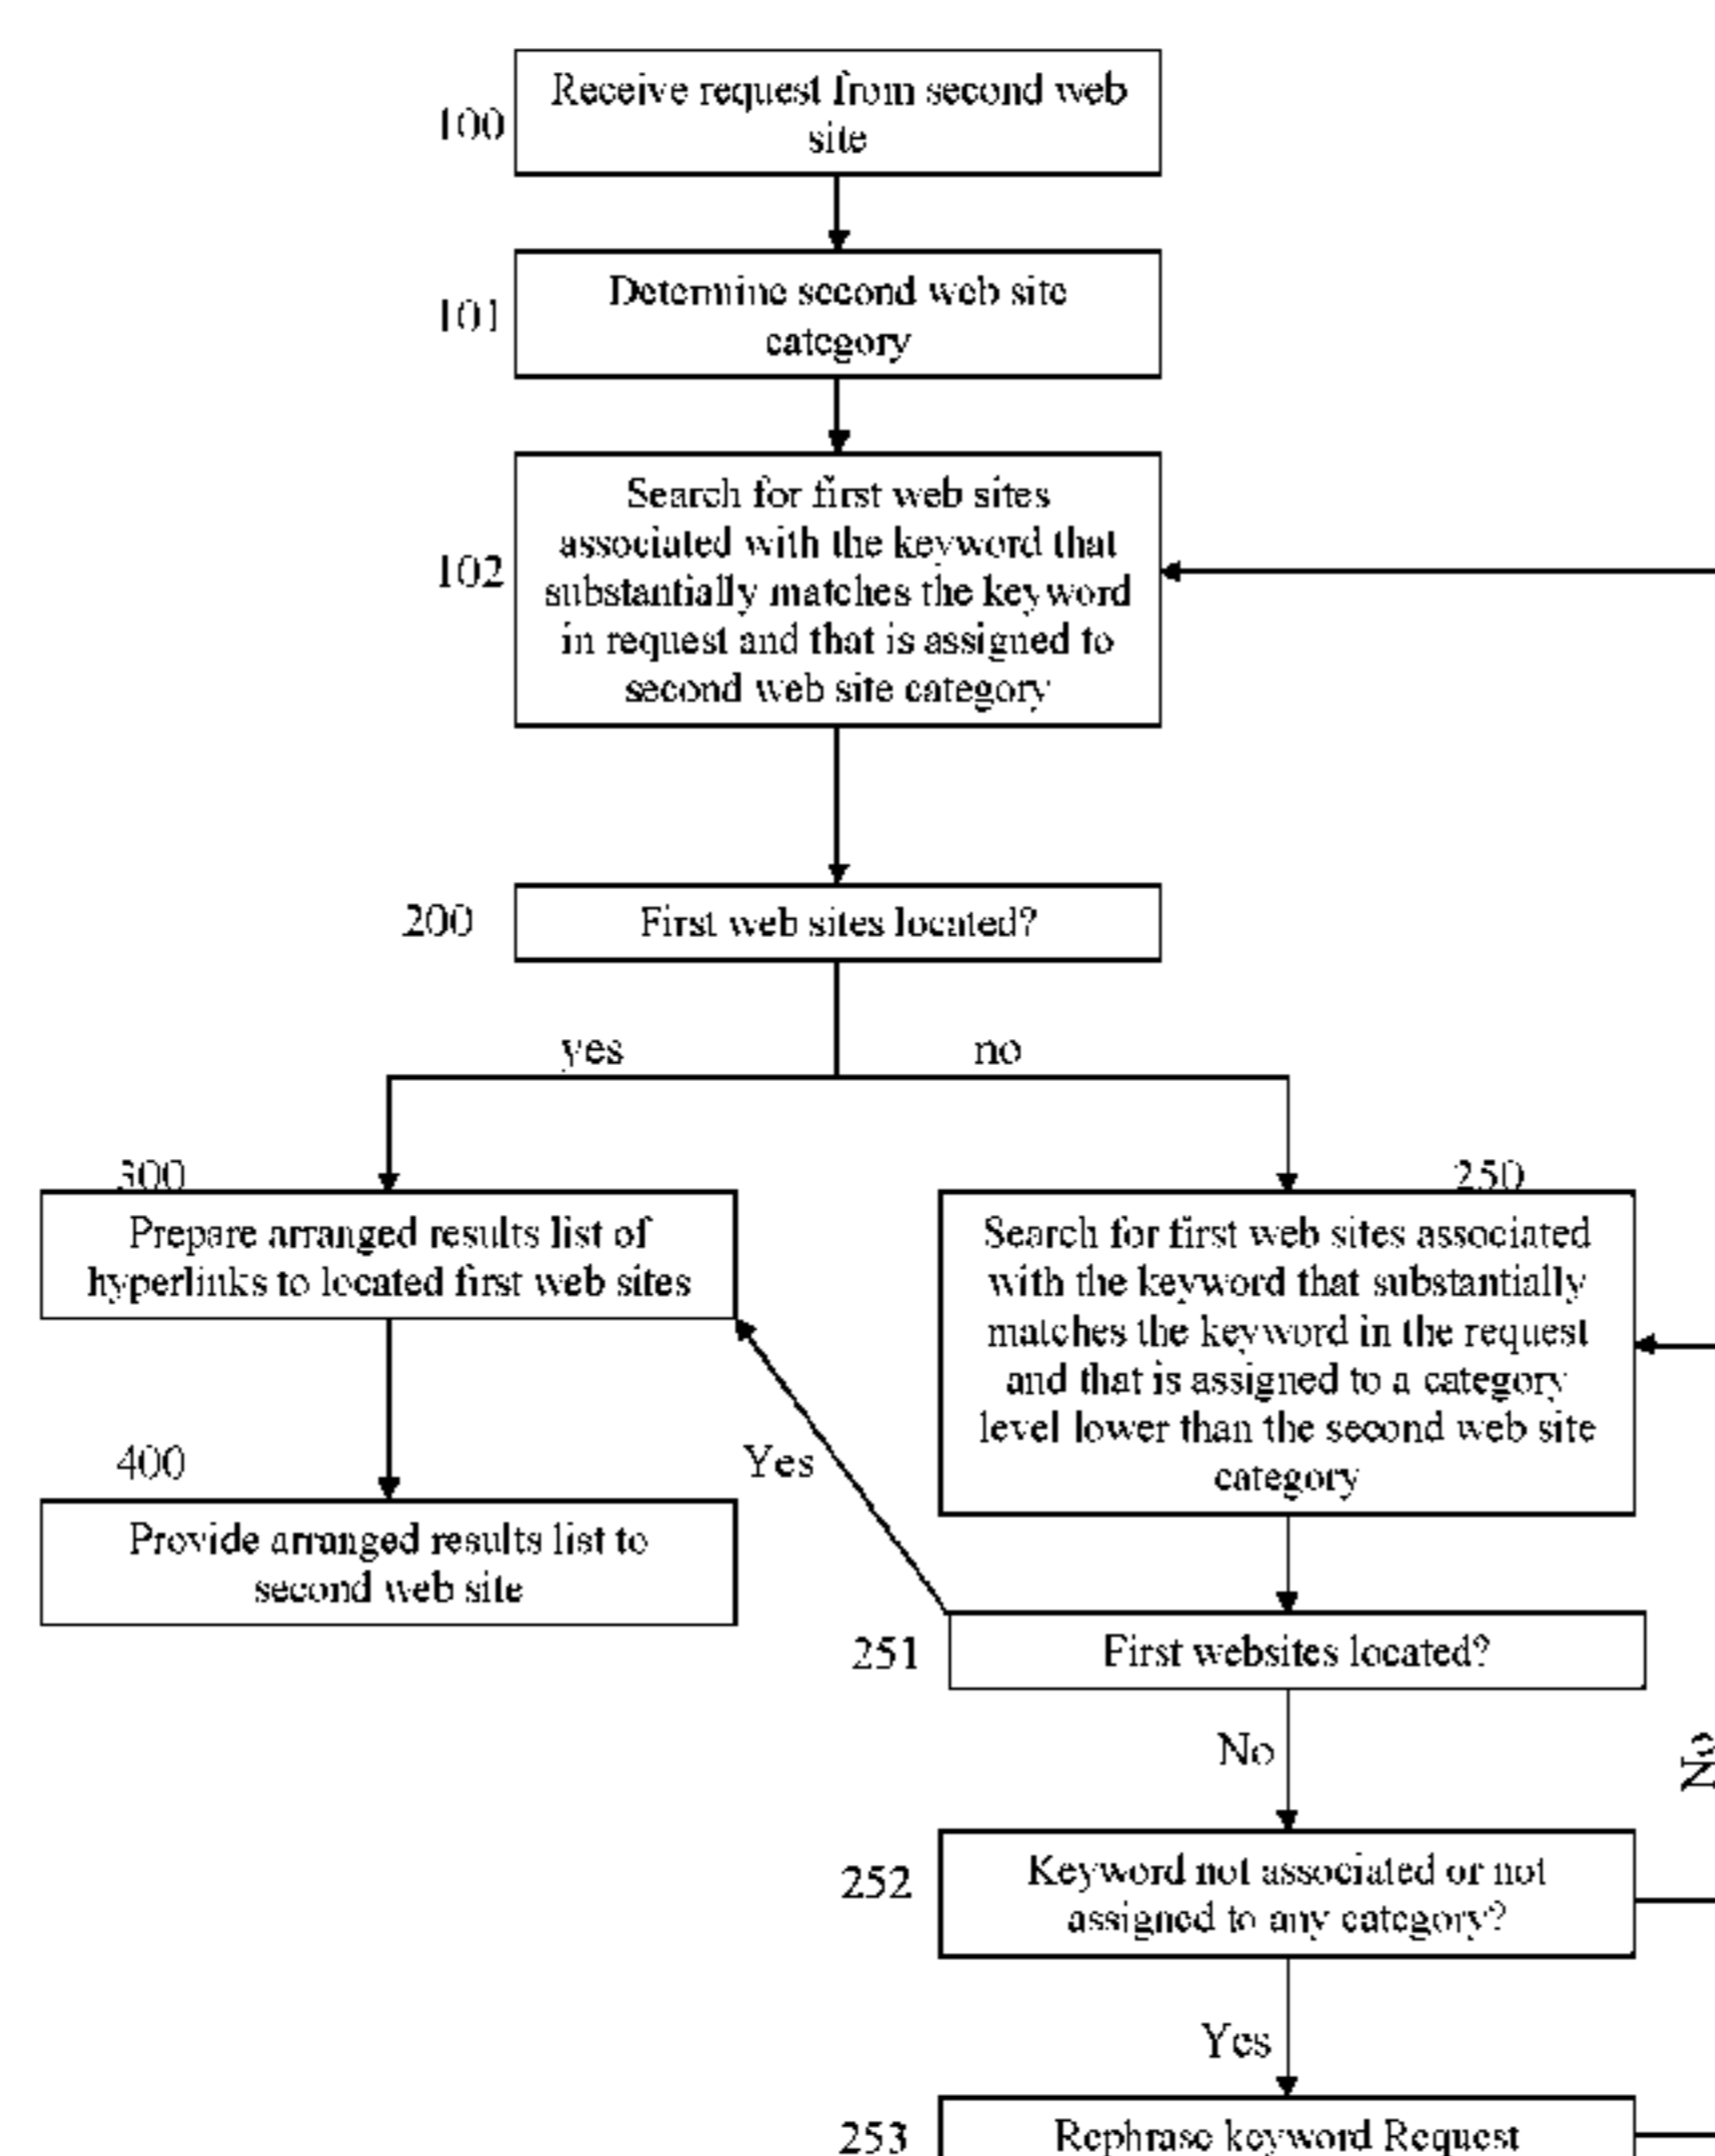 100
Receive request from second web
site
101
Determine second web site
category
102
Search for first web sites
associated with the keyword that
substantially matches the keyword
in request and that is assigned to
second web site category
200
First web sites located?
yes
no
300
Prepare arranged results list of
hyperlinks to located first web sites
250
Search for first web sites associated
with the keyword that substantially
matches the keyword in the request
and that is assigned to a category
level lower than the second web site
category
400
Provide arranged results list to
second web site
Yes
251
First websites located?
No
No
252
Keyword not associated or not
assigned to any category?
Yes
253
Rephrase keyword Request